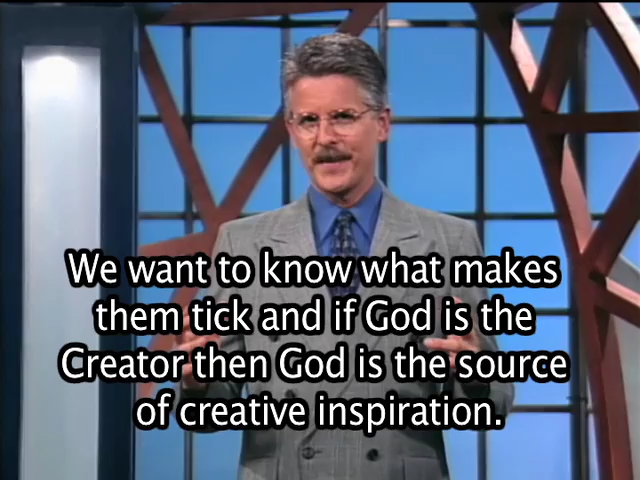 We want to know what makes
them tick and if God is the
Creator then God is the source
of creative inspiration.